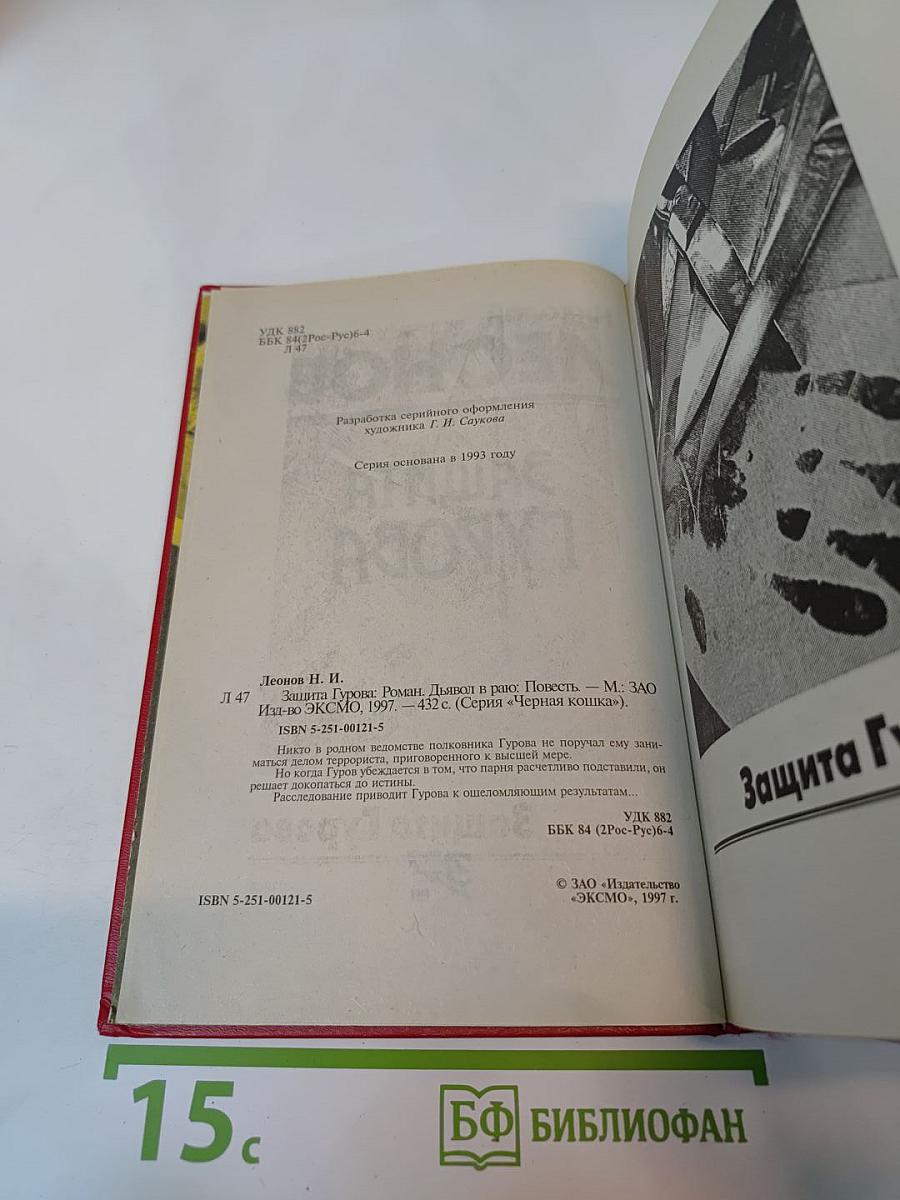 УДК 882
ББК 84(2Рос-Рус)6-4
Л 47
Разработка серийного оформления
художника Г. И. Саукова
Серия основана в 1993 году
Леонов Н. И.
Л 47 Защита Гурова: Роман. Дьявол в раю: Повесть. — М.: ЗАО
Изд-во ЭКСМО, 1997. — 432 с. (Серия «Черная кошка»).
ISBN 5-251-00121-5
Никто в родном ведомстве полковника Гурова не поручал ему зани-
маться делом террориста, приговоренного к высшей мере.
Но когда Гуров убеждается в том, что парня расчетливо подставили, он
решает докопаться до истины.
Расследование приводит Гурова к ошеломляющим результатам...
УДК 882
ББК 84 (2Рос-Рус)6-4
ISBN 5-251-00121-5
© ЗАО «Издательство
«ЭКСМО», 1997 г.
Защита Гу
15 с
БФ БИБЛИОФАН